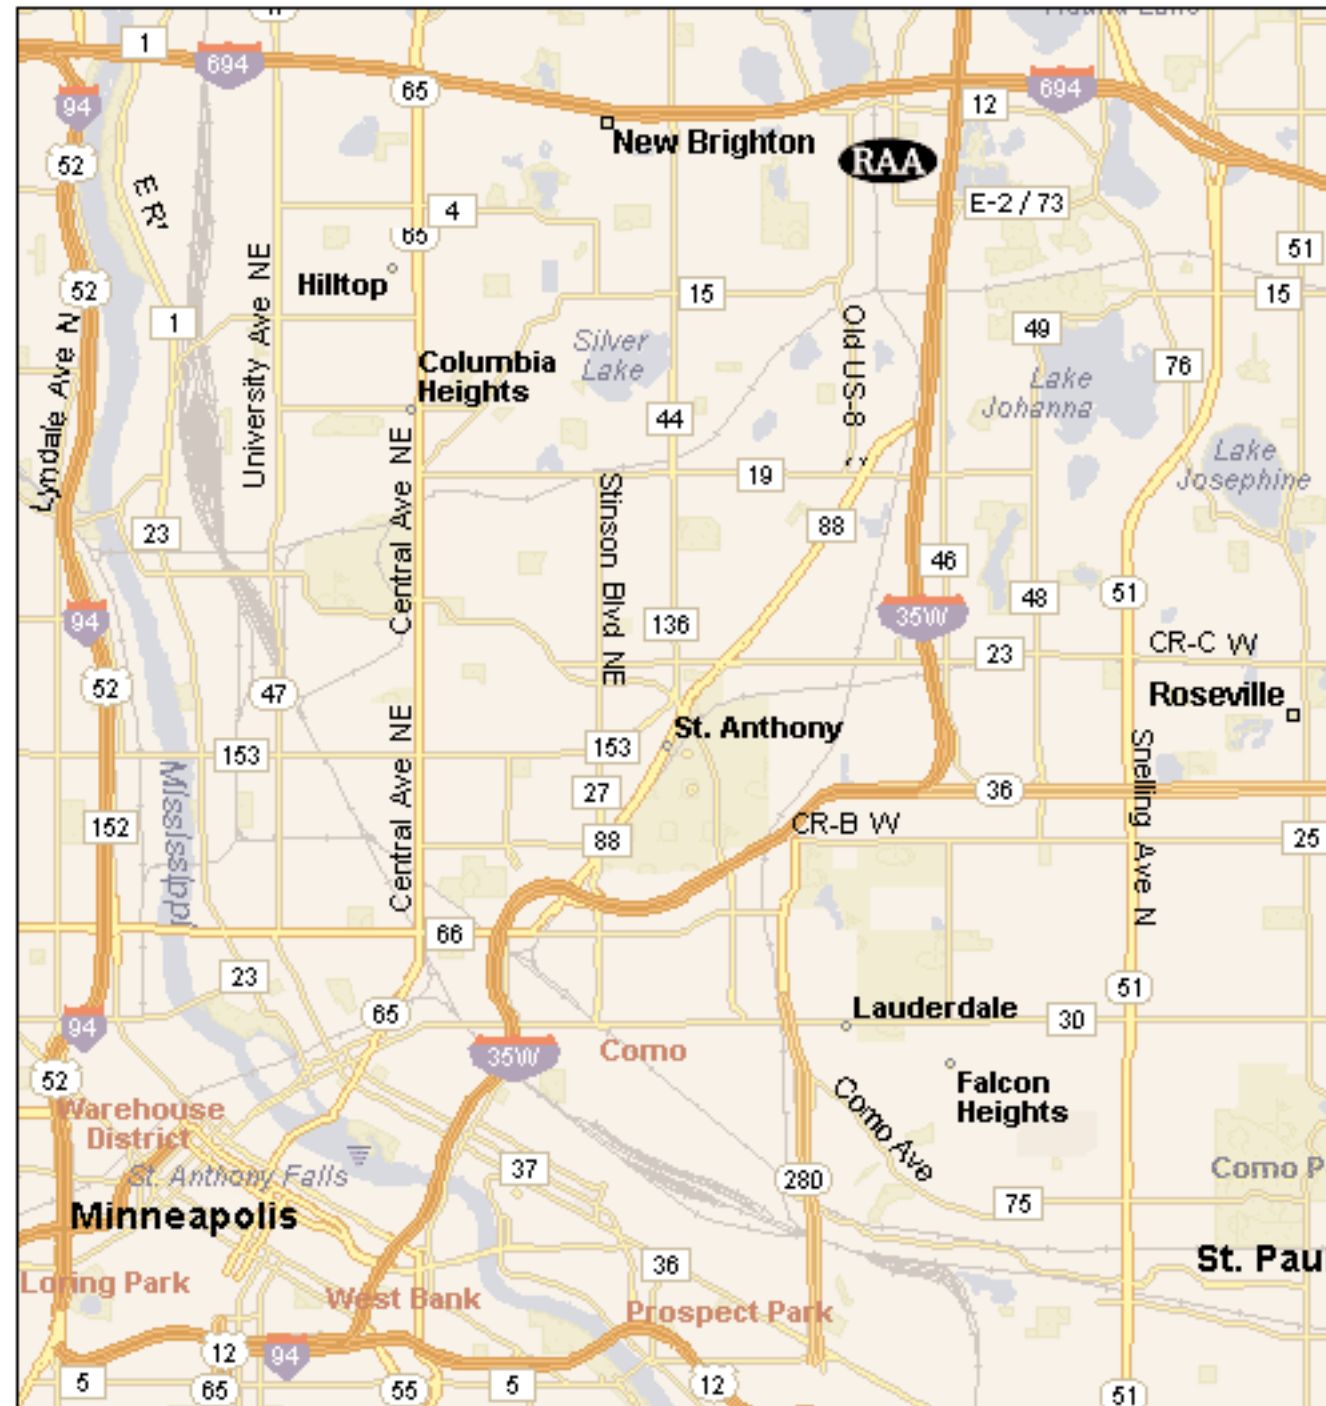 1
694
94
65
12
694
52
New Brighton
RAA
E R'
4
E-2 / 73
65
51
Hilltop
52
15
15
1
University Ave NE
Old US-8
49
Silver
Lake
Lyndale Ave N
Columbia
Heights
76
Lake
Johanna
44
Lake
Josephine
19
Central Ave NE
Stinson Blvd NE
23
88
46
94
35W
48
51
136
CR-C W
23
52
47
Roseville
St. Anthony
153
153
Central Ave NE
Snelling Ave N
Mississippi
27
36
152
88
CR-B W
25
66
23
65
51
94
Lauderdale
30
35W
Como
52
Falcon
Heights
Como Ave
Warehouse
District
St. Anthony Falls
37
280
Como P
Minneapolis
75
St. Pau
36
Loring Park
West Bank
Prospect Park
12
94
5
65
55
5
12
51